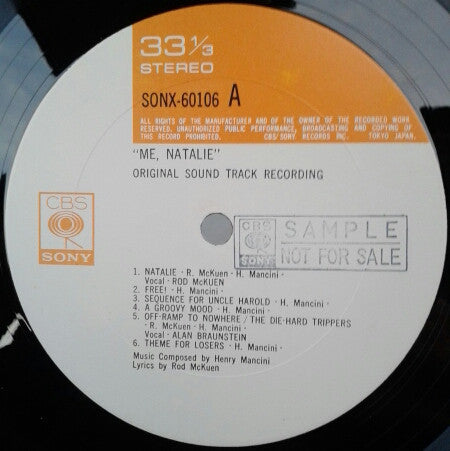 33 1/3
STEREO
SONX-60106 A
ALL RIGHTS OF THE MANUFACTURER AND OF THE OWNER OF THE RECORDED WORK
RESERVED. UNAUTHORIZED PUBLIC PERFORMANCE, BROADCASTING AND COPYING OF
THIS RECORD PROHIBITED. CBS/SONY RECORDS INC. TOKYO JAPAN.
"ME, NATALIE"
ORIGINAL SOUND TRACK RECORDING
CBS
SONY
CBS
SONY
SAMPLE
NOT FOR SALE
1. NATALIE · R. McKuen · H. Mancini ·
Vocal · ROD McKUEN
2. FREE! · H. Mancini ·
3. SEQUENCE FOR UNCLE HAROLD · H. Mancini ·
4. A GROOVY MOOD · H. Mancini ·
5. OFF-RAMP TO NOWHERE / THE DIE-HARD TRIPPERS
· R. McKuen · H. Mancini ·
Vocal · ALAN BRAUNSTEIN
6. THEME FOR LOSERS · H. Mancini ·
Music Composed by Henry Mancini
Lyrics by Rod McKuen